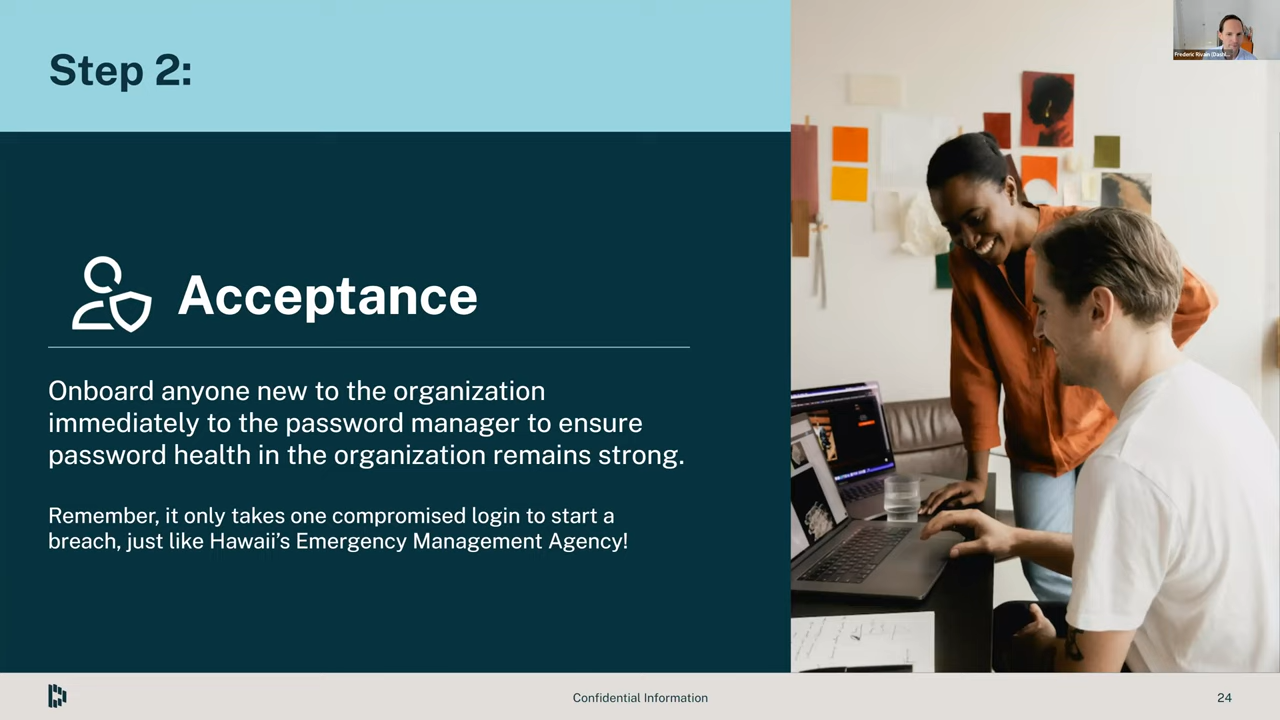 Step 2:
Acceptance
Onboard anyone new to the organization
immediately to the password manager to ensure
password health in the organization remains strong.
Remember, it only takes one compromised login to start a
breach, just like Hawaii’s Emergency Management Agency!
Frederic Rivain
Confidential Information
24